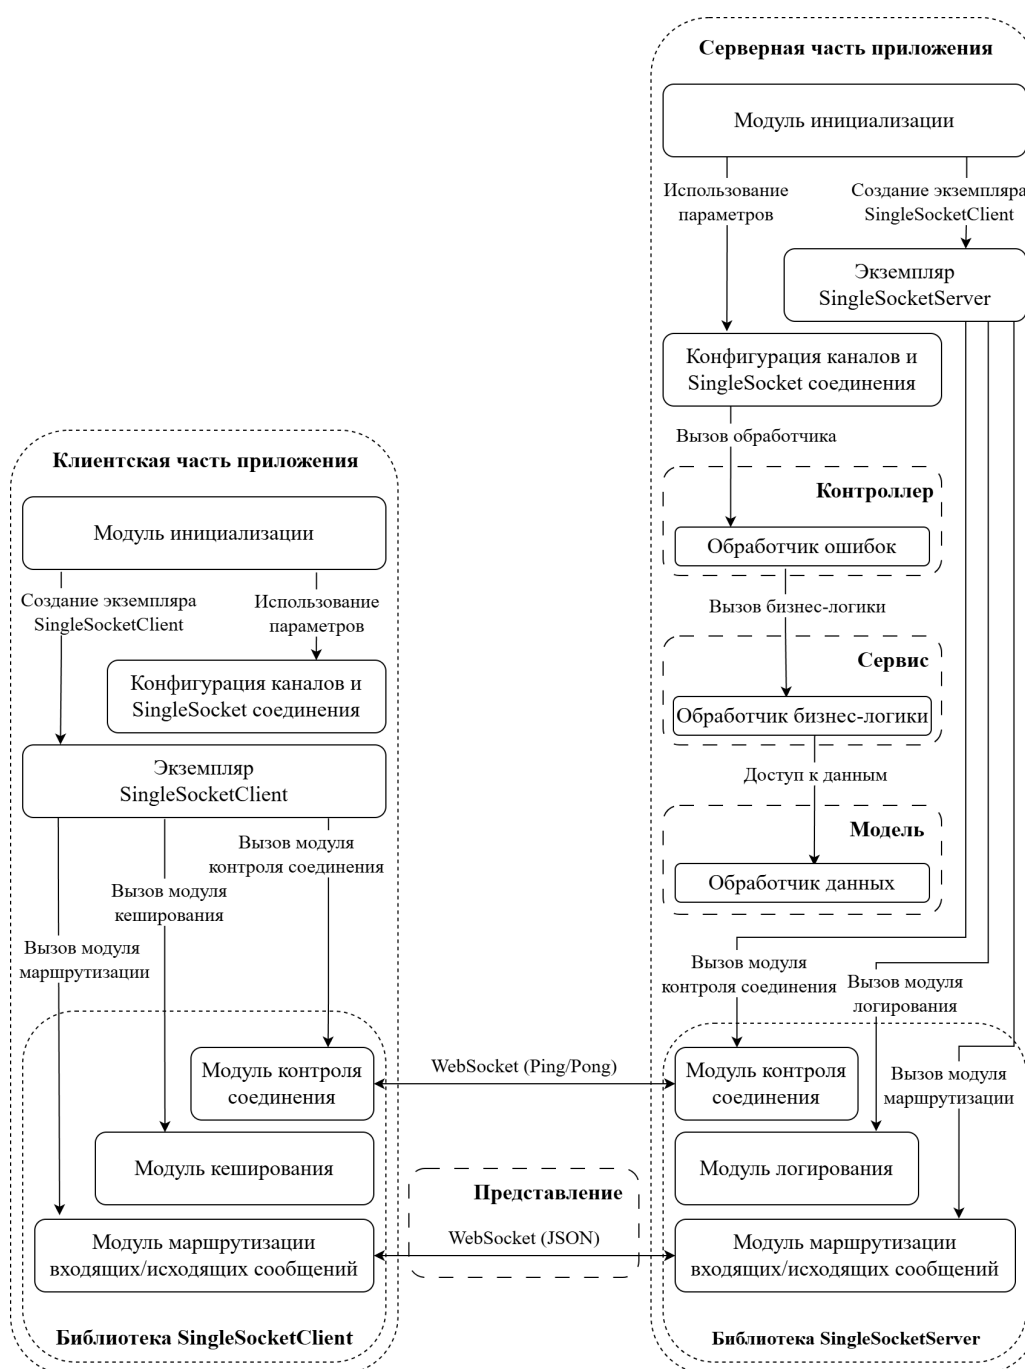 Серверная часть приложения
Модуль инициализации
Использование
параметров
Создание экземпляра
SingleSocketClient
Экземпляр
SingleSocketServer
Конфигурация каналов и
SingleSocket соединения
Вызов обработчика
Контроллер
Обработчик ошибок
Вызов бизнес-логики
Сервис
Обработчик бизнес-логики
Доступ к данным
Модель
Обработчик данных
Вызов модуля
контроля соединения
Вызов модуля
логирования
Вызов модуля
маршрутизации
Модуль контроля
соединения
Модуль логирования
Модуль маршрутизации
входящих/исходящих сообщений
Библиотека SingleSocketServer
Клиентская часть приложения
Модуль инициализации
Создание экземпляра
SingleSocketClient
Использование
параметров
Конфигурация каналов и
SingleSocket соединения
Экземпляр
SingleSocketClient
Вызов модуля
контроля соединения
Вызов модуля
кеширования
Вызов модуля
маршрутизации
Модуль контроля
соединения
Модуль кеширования
Модуль маршрутизации
входящих/исходящих сообщений
Библиотека SingleSocketClient
WebSocket (Ping/Pong)
Представление
WebSocket (JSON)